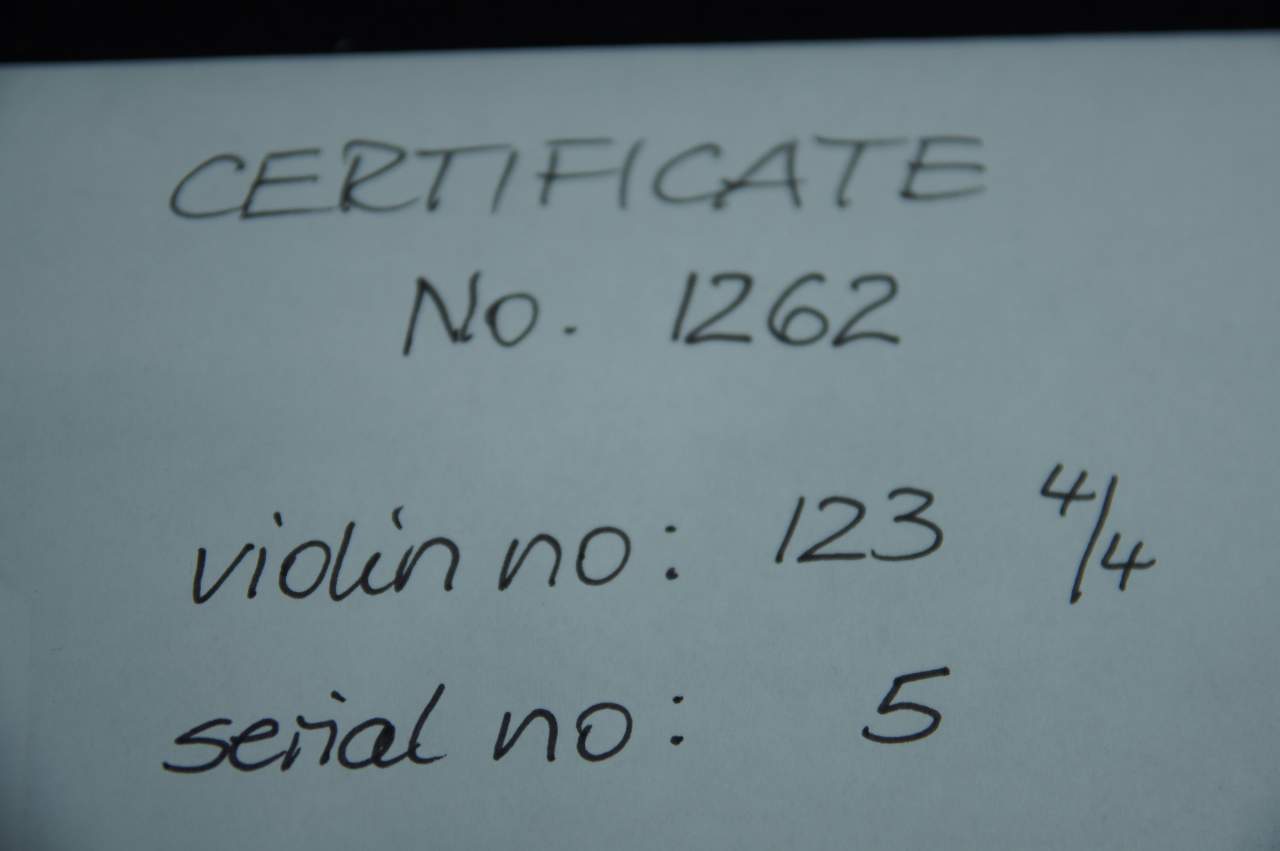 CERTIFICATE
No. 1262
violin no: 123 4/4
serial no: 5